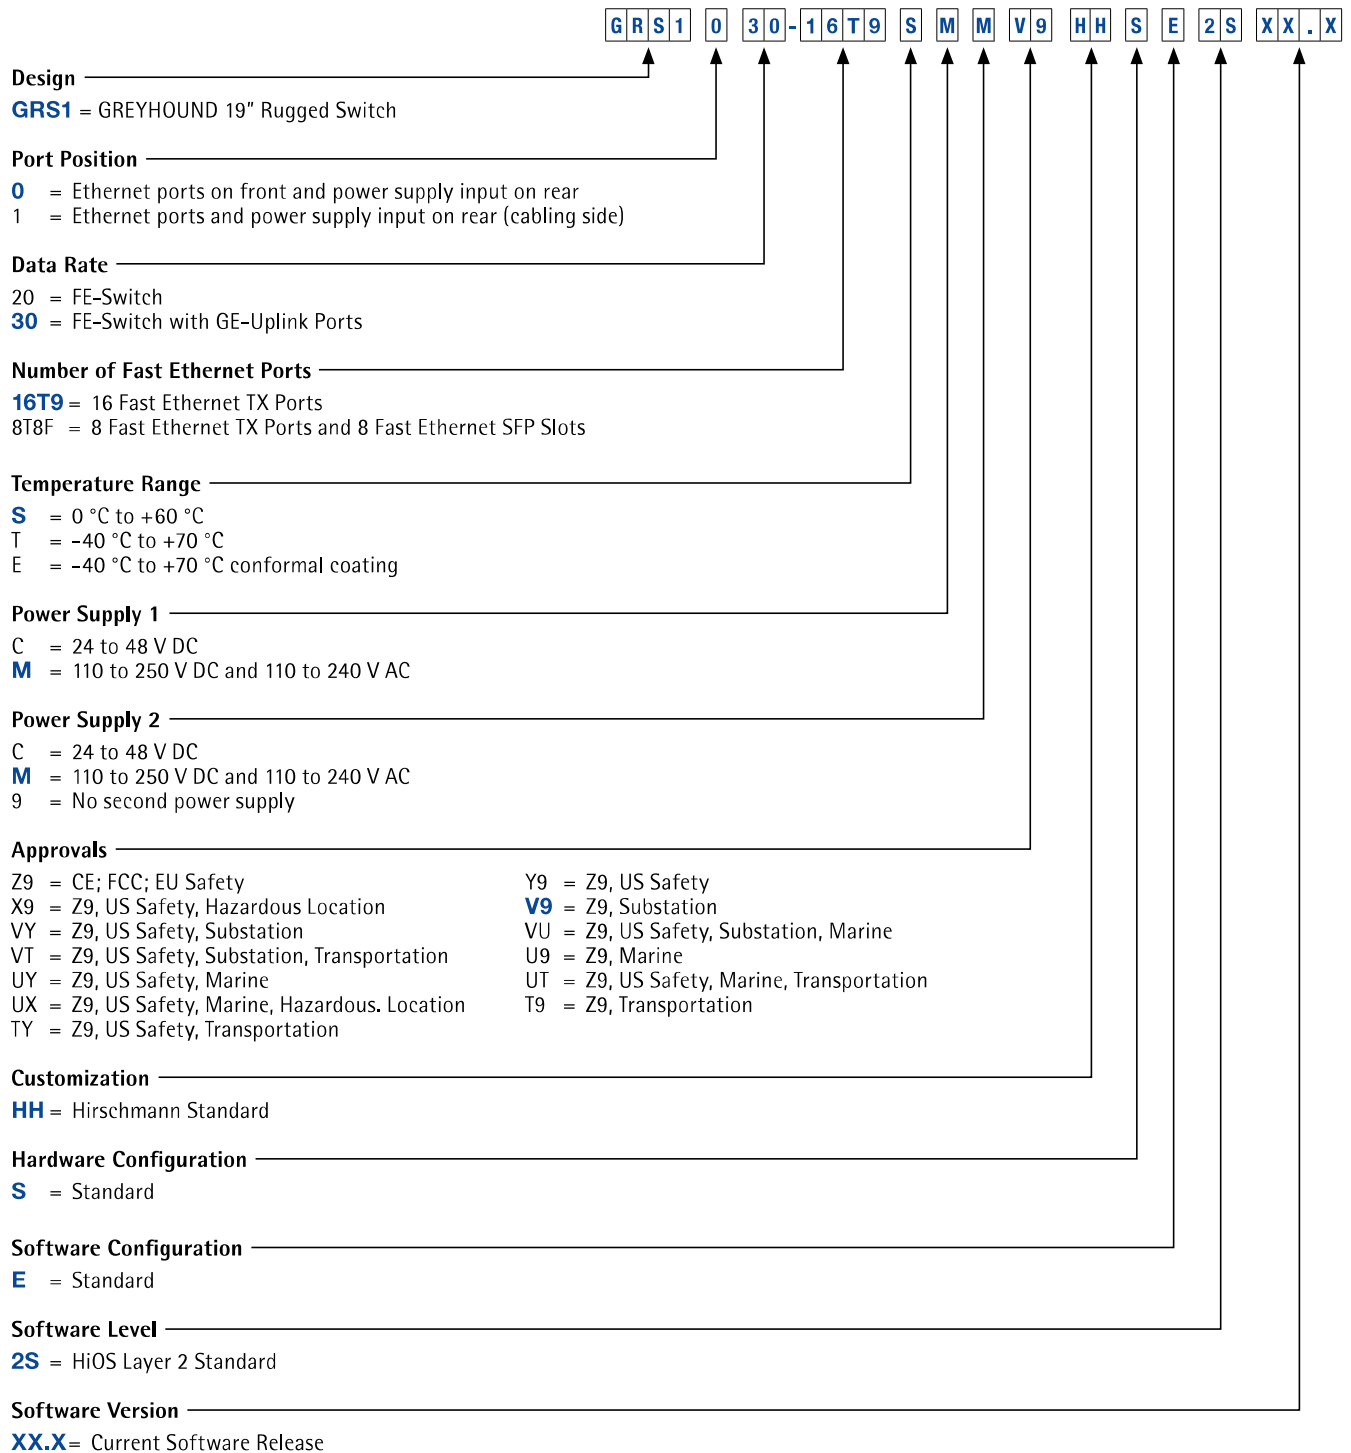 GRS1 0 30-16T9 S M M V9 HH S E 2S XX.X
Design
GRS1 = GREYHOUND 19" Rugged Switch
Port Position
0 = Ethernet ports on front and power supply input on rear
1 = Ethernet ports and power supply input on rear (cabling side)
Data Rate
20 = FE-Switch
30 = FE-Switch with GE-Uplink Ports
Number of Fast Ethernet Ports
16T9 = 16 Fast Ethernet TX Ports
8T8F = 8 Fast Ethernet TX Ports and 8 Fast Ethernet SFP Slots
Temperature Range
S = 0 °C to +60 °C
T = -40 °C to +70 °C
E = -40 °C to +70 °C conformal coating
Power Supply 1
C = 24 to 48 V DC
M = 110 to 250 V DC and 110 to 240 V AC
Power Supply 2
C = 24 to 48 V DC
M = 110 to 250 V DC and 110 to 240 V AC
9 = No second power supply
Approvals
Z9 = CE; FCC; EU Safety
X9 = Z9, US Safety, Hazardous Location
VY = Z9, US Safety, Substation
VT = Z9, US Safety, Substation, Transportation
UY = Z9, US Safety, Marine
UX = Z9, US Safety, Marine, Hazardous. Location
TY = Z9, US Safety, Transportation
Y9 = Z9, US Safety
V9 = Z9, Substation
VU = Z9, US Safety, Substation, Marine
U9 = Z9, Marine
UT = Z9, US Safety, Marine, Transportation
T9 = Z9, Transportation
Customization
HH = Hirschmann Standard
Hardware Configuration
S = Standard
Software Configuration
E = Standard
Software Level
2S = HiOS Layer 2 Standard
Software Version
XX.X = Current Software Release